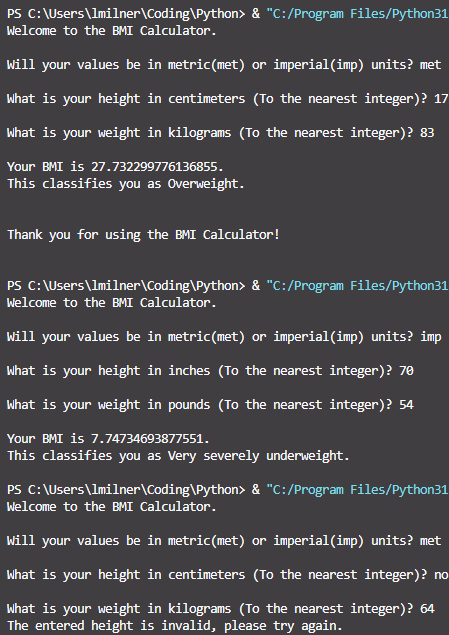 PS C:\Users\lmilner\Coding\Python> & "C:/Program Files/Python31
Welcome to the BMI Calculator.
Will your values be in metric(met) or imperial(imp) units? met
What is your height in centimeters (To the nearest integer)? 17
What is your weight in kilograms (To the nearest integer)? 83
Your BMI is 27.732299776136855.
This classifies you as Overweight.
Thank you for using the BMI Calculator!
PS C:\Users\lmilner\Coding\Python> & "C:/Program Files/Python31
Welcome to the BMI Calculator.
Will your values be in metric(met) or imperial(imp) units? imp
What is your height in inches (To the nearest integer)? 70
What is your weight in pounds (To the nearest integer)? 54
Your BMI is 7.74734693877551.
This classifies you as Very severely underweight.
PS C:\Users\lmilner\Coding\Python> & "C:/Program Files/Python31
Welcome to the BMI Calculator.
Will your values be in metric(met) or imperial(imp) units? met
What is your height in centimeters (To the nearest integer)? no
What is your weight in kilograms (To the nearest integer)? 64
The entered height is invalid, please try again.